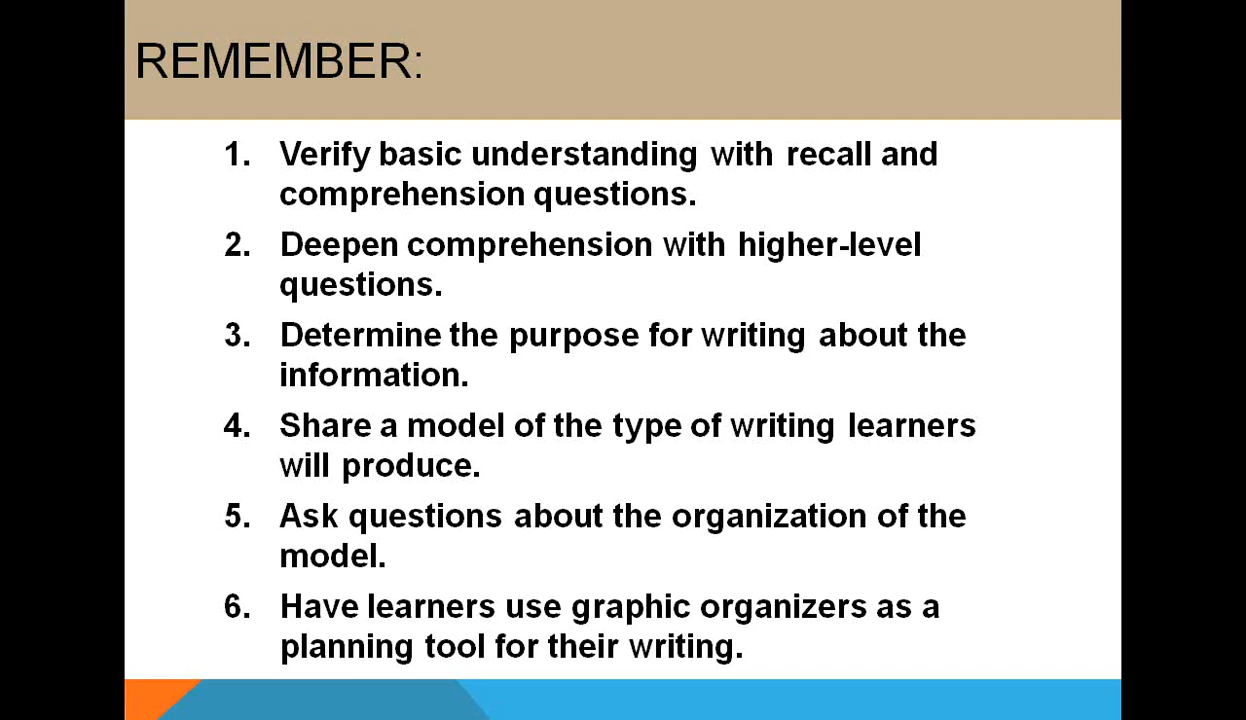 REMEMBER:
1. Verify basic understanding with recall and
comprehension questions.
2. Deepen comprehension with higher-level
questions.
3. Determine the purpose for writing about the
information.
4. Share a model of the type of writing learners
will produce.
5. Ask questions about the organization of the
model.
6. Have learners use graphic organizers as a
planning tool for their writing.